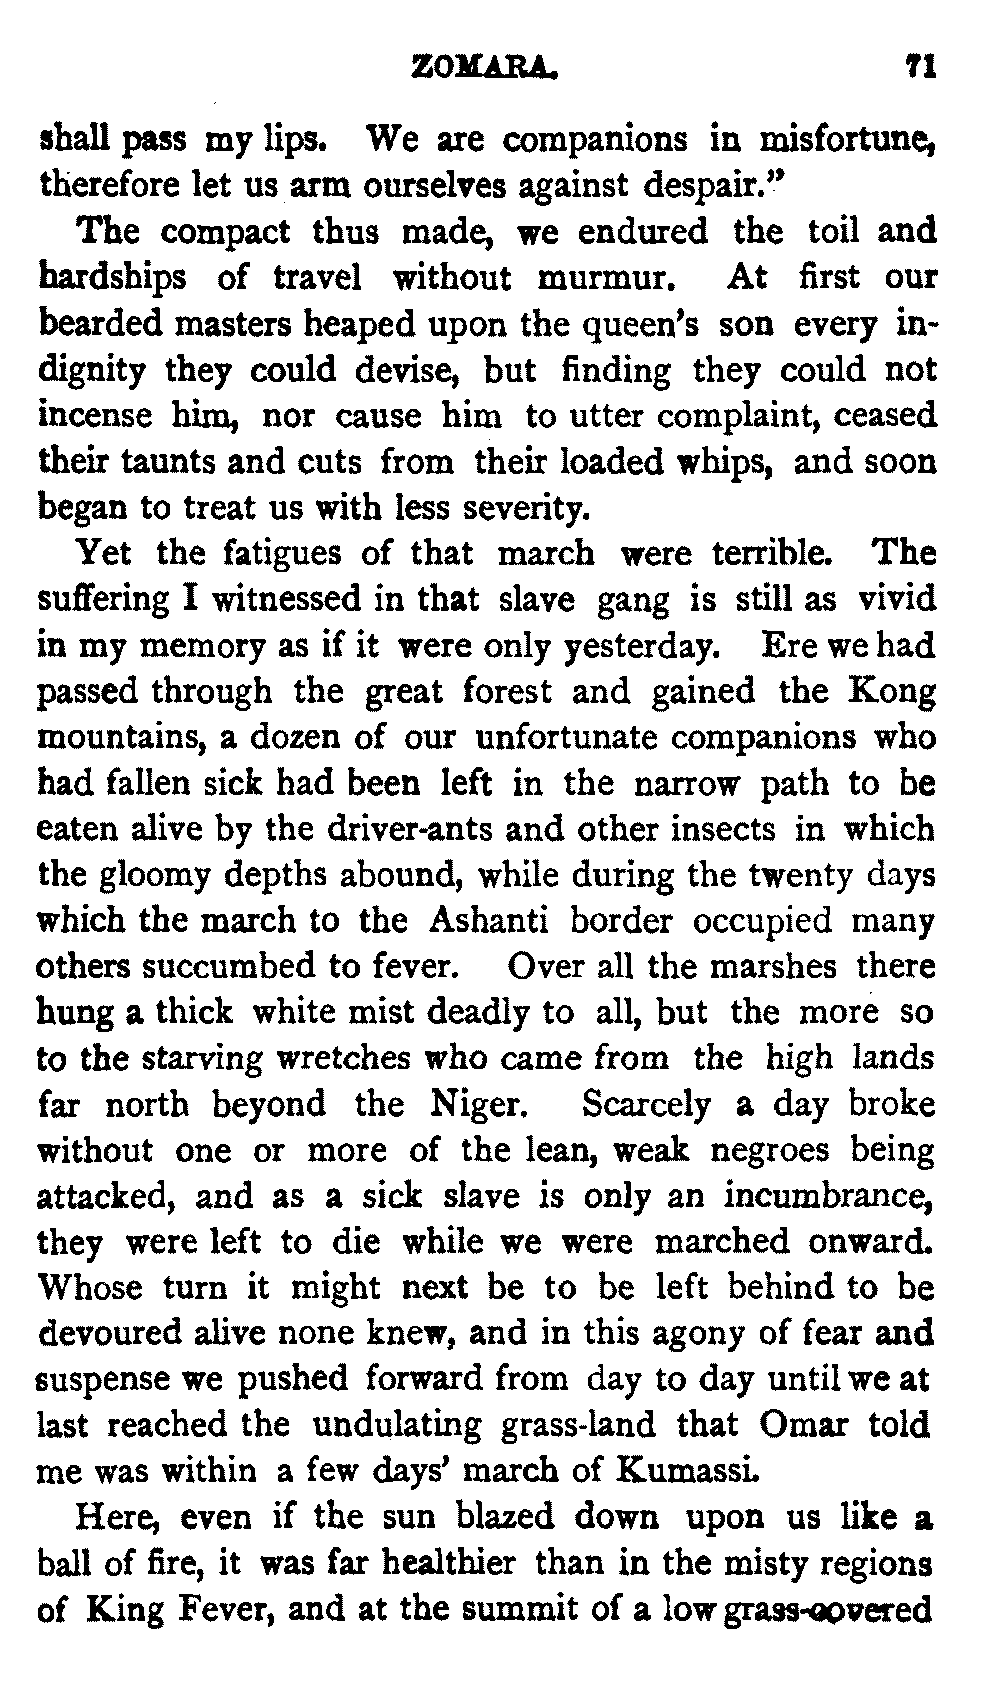 ZOMARA. 71
shall pass my lips. We are companions in misfortune,
therefore let us arm ourselves against despair.”
The compact thus made, we endured the toil and
hardships of travel without murmur. At first our
bearded masters heaped upon the queen’s son every in-
dignity they could devise, but finding they could not
incense him, nor cause him to utter complaint, ceased
their taunts and cuts from their loaded whips, and soon
began to treat us with less severity.
Yet the fatigues of that march were terrible. The
suffering I witnessed in that slave gang is still as vivid
in my memory as if it were only yesterday. Ere we had
passed through the great forest and gained the Kong
mountains, a dozen of our unfortunate companions who
had fallen sick had been left in the narrow path to be
eaten alive by the driver-ants and other insects in which
the gloomy depths abound, while during the twenty days
which the march to the Ashanti border occupied many
others succumbed to fever. Over all the marshes there
hung a thick white mist deadly to all, but the more so
to the starving wretches who came from the high lands
far north beyond the Niger. Scarcely a day broke
without one or more of the lean, weak negroes being
attacked, and as a sick slave is only an incumbrance,
they were left to die while we were marched onward.
Whose turn it might next be to be left behind to be
devoured alive none knew, and in this agony of fear and
suspense we pushed forward from day to day until we at
last reached the undulating grass-land that Omar told
me was within a few days’ march of Kumassi.
Here, even if the sun blazed down upon us like a
ball of fire, it was far healthier than in the misty regions
of King Fever, and at the summit of a low grass-covered